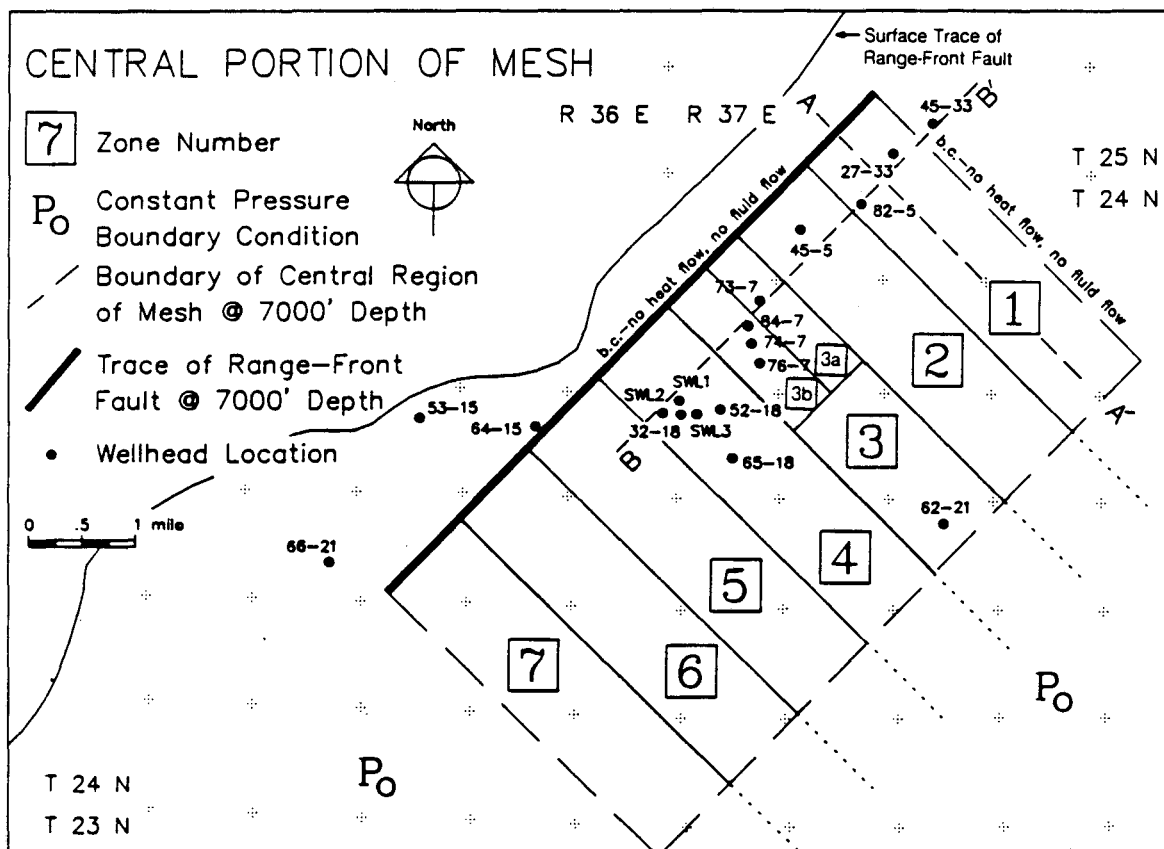 CENTRAL PORTION OF MESH
7 Zone Number
North
Po Constant Pressure
Boundary Condition
Boundary of Central Region
of Mesh @ 7000' Depth
Trace of Range-Front
Fault @ 7000' Depth
Wellhead Location
0 .5 1 mile
Surface Trace of
Range-Front Fault
R 36 E R 37 E
T 25 N
T 24 N
A
B'
45-33
27-33
82-5
45-5
b.c.-no heat flow, no fluid flow
b.c.-no heat flow, no fluid flow
73-7
84-7
74-7
76-7
3a
3b
1
2
A'
SWL1
SWL2
52-18
32-18
SWL3
B
65-18
3
62-21
4
5
6
7
53-15
64-15
66-21
Po
Po
T 24 N
T 23 N